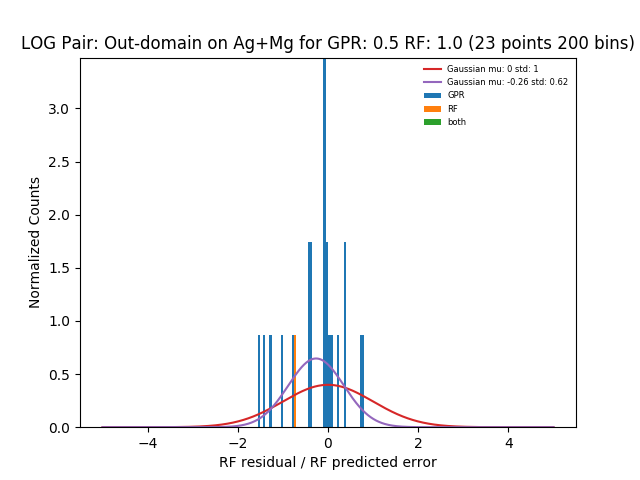 LOG Pair: Out-domain on Ag+Mg for GPR: 0.5 RF: 1.0 (23 points 200 bins)
Gaussian mu: 0 std: 1
Gaussian mu: -0.26 std: 0.62
GPR
RF
both
Normalized Counts
3.0
2.5
2.0
1.5
1.0
0.5
0.0
−4 −2 0 2 4
RF residual / RF predicted error